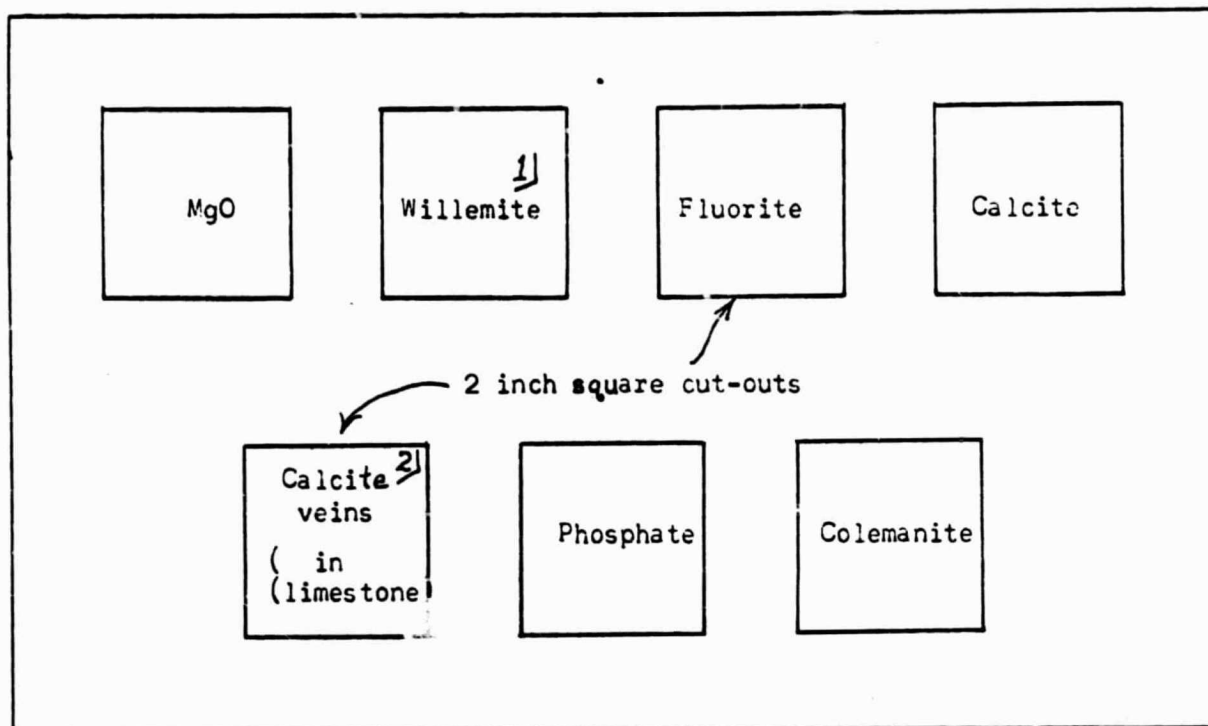 MgO
Willemite 1
Fluorite
Calcite
2 inch square cut-outs
Calcite 2
veins
( in
(limestone)
Phosphate
Colemanite